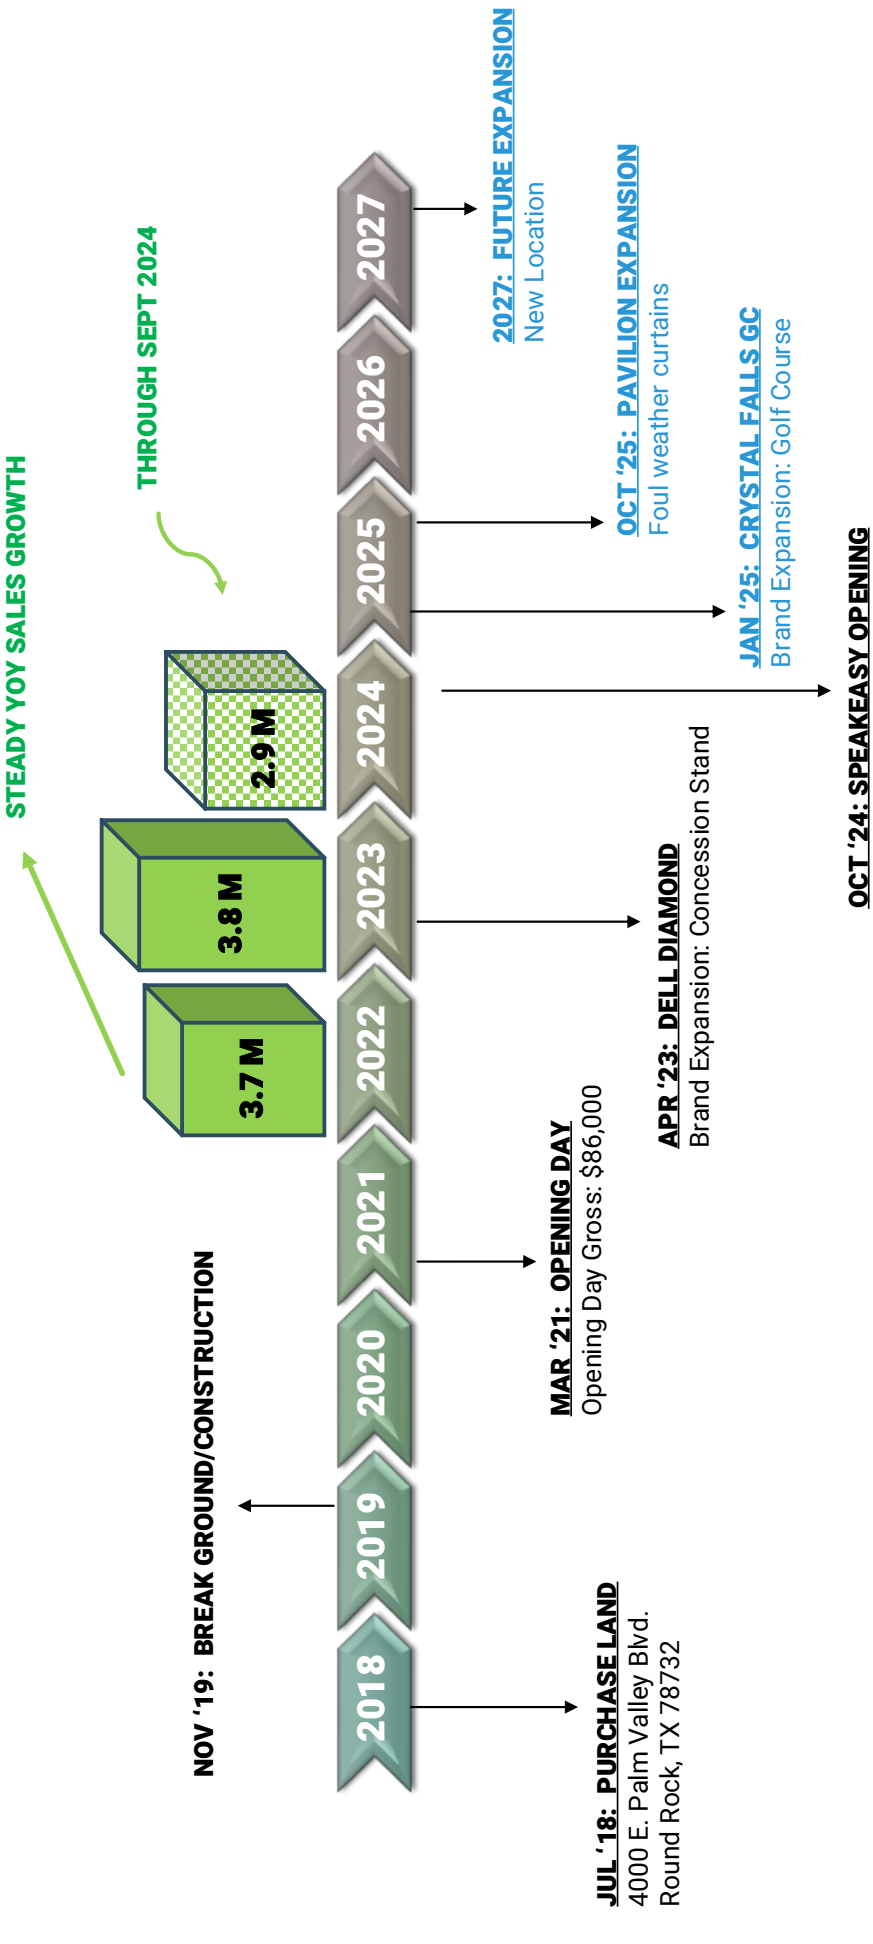 STEADY YOY SALES GROWTH
THROUGH SEPT 2024
NOV ‘19:  BREAK GROUND/CONSTRUCTION
3.7 M
3.8 M
2.9 M
2018
2019
2020
2021
2022
2023
2024
2025
2026
2027
JUL ‘18:  PURCHASE LAND
4000 E. Palm Valley Blvd.
Round Rock, TX 78732
MAR ‘21:  OPENING DAY
Opening Day Gross: $86,000
APR ‘23:  DELL DIAMOND
Brand Expansion: Concession Stand
OCT ‘24: SPEAKEASY OPENING
JAN ‘25:  CRYSTAL FALLS GC
Brand Expansion: Golf Course
OCT ‘25:  PAVILION EXPANSION
Foul weather curtains
2027:  FUTURE EXPANSION
New Location